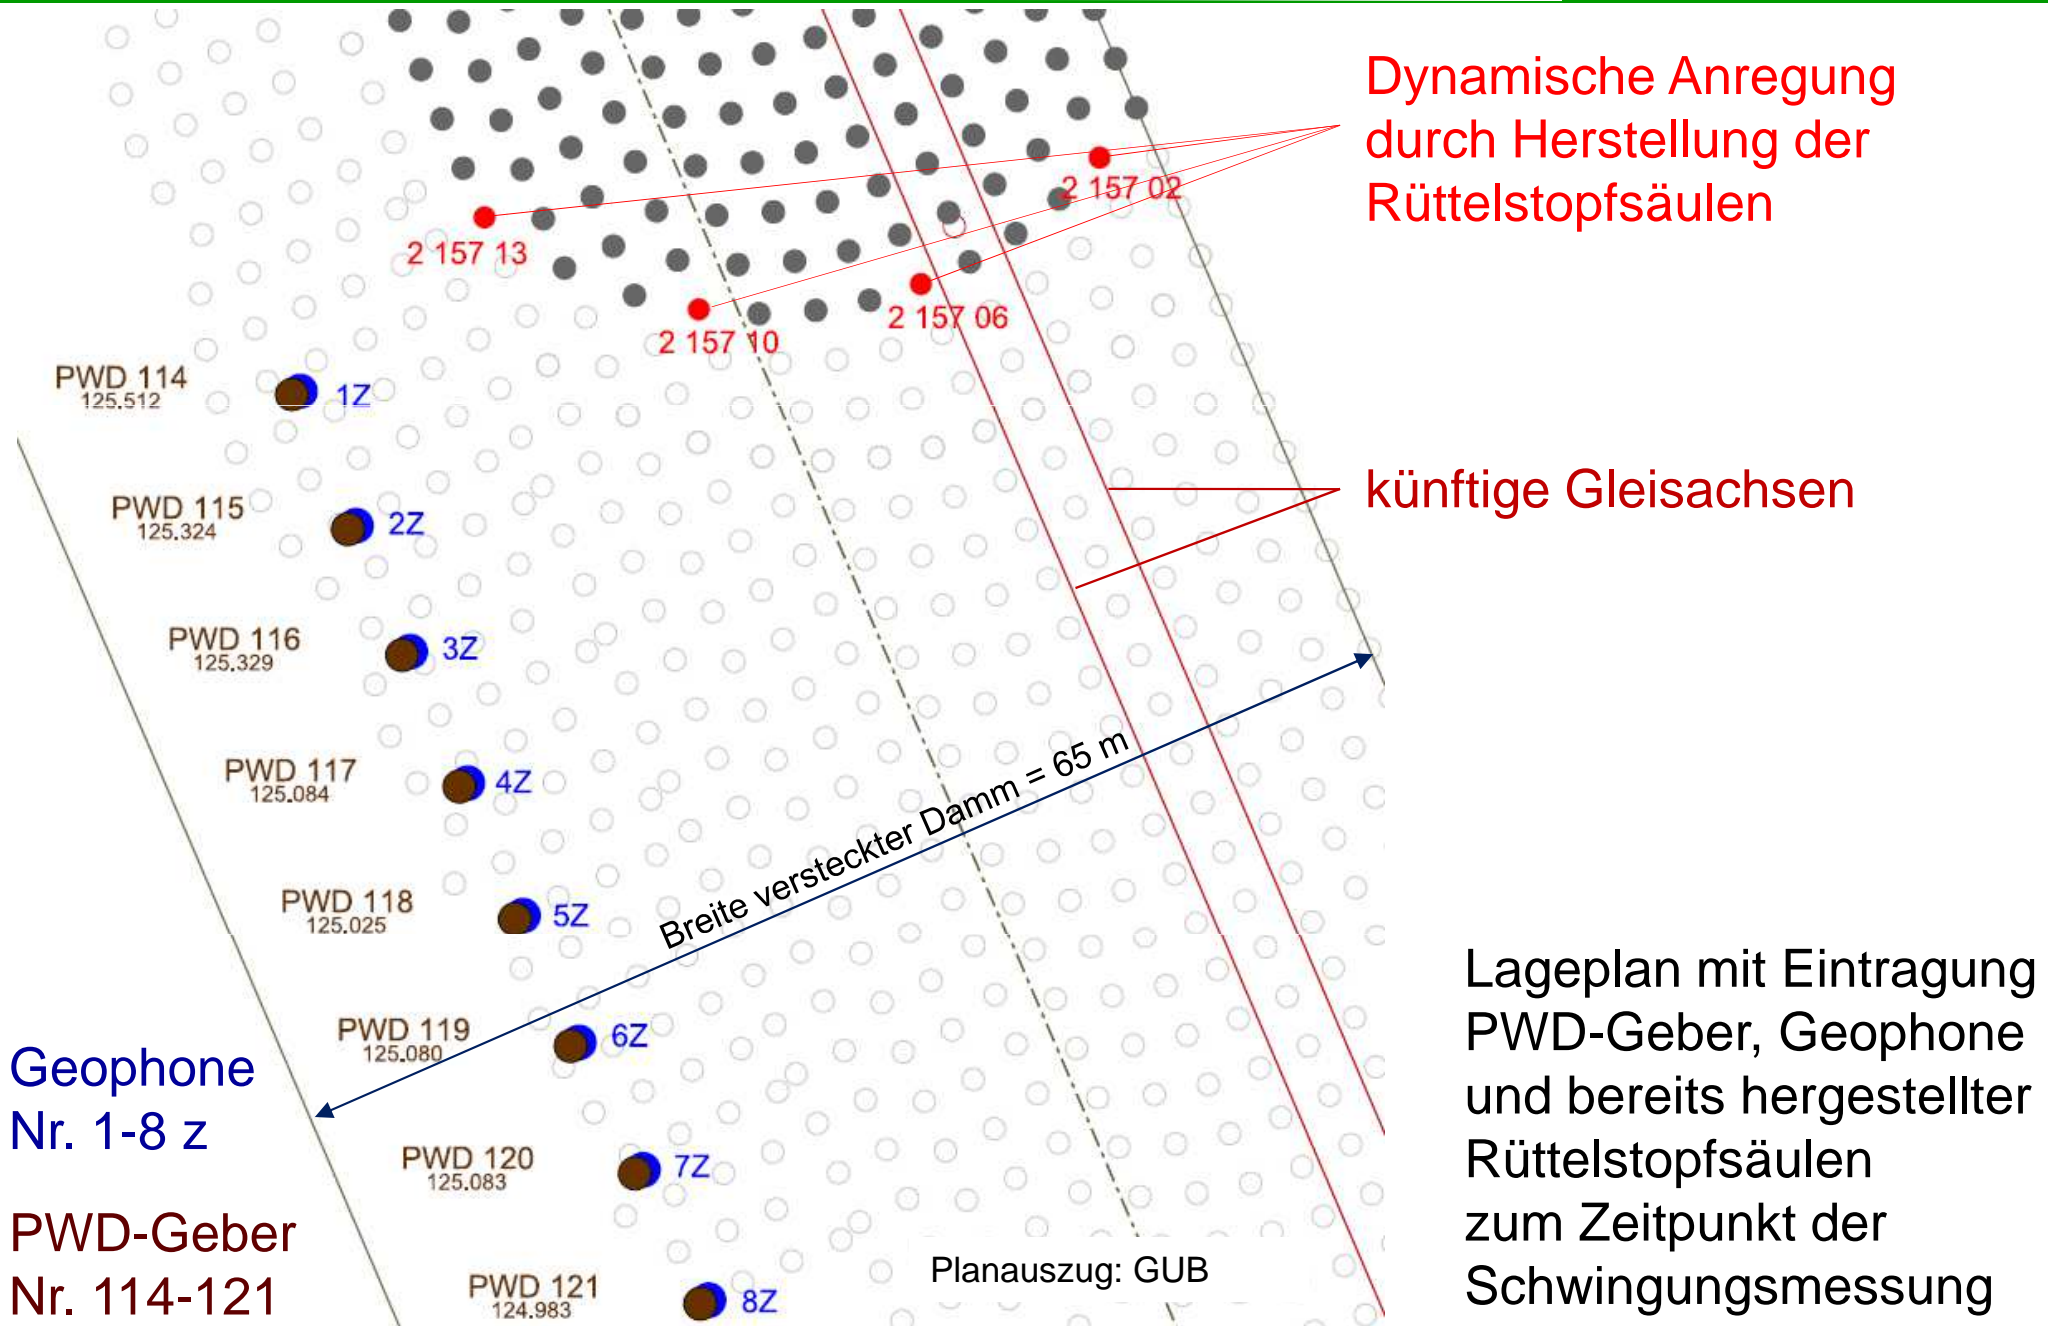 Dynamische Anregung
durch Herstellung der
Rüttelstopfsäulen
2 157 02
2 157 13
2 157 06
2 157 10
PWD 114
125.512
1Z
künftige Gleisachsen
PWD 115
125.324
2Z
PWD 116
125.329
3Z
PWD 117
125.084
4Z
Breite versteckter Damm = 65 m
PWD 118
125.025
5Z
PWD 119
125.080
6Z
Geophone
Nr. 1-8 z
PWD 120
125.083
7Z
PWD-Geber
Nr. 114-121
PWD 121
124.983
8Z
Planauszug: GUB
Lageplan mit Eintragung
PWD-Geber, Geophone
und bereits hergestellter
Rüttelstopfsäulen
zum Zeitpunkt der
Schwingungsmessung